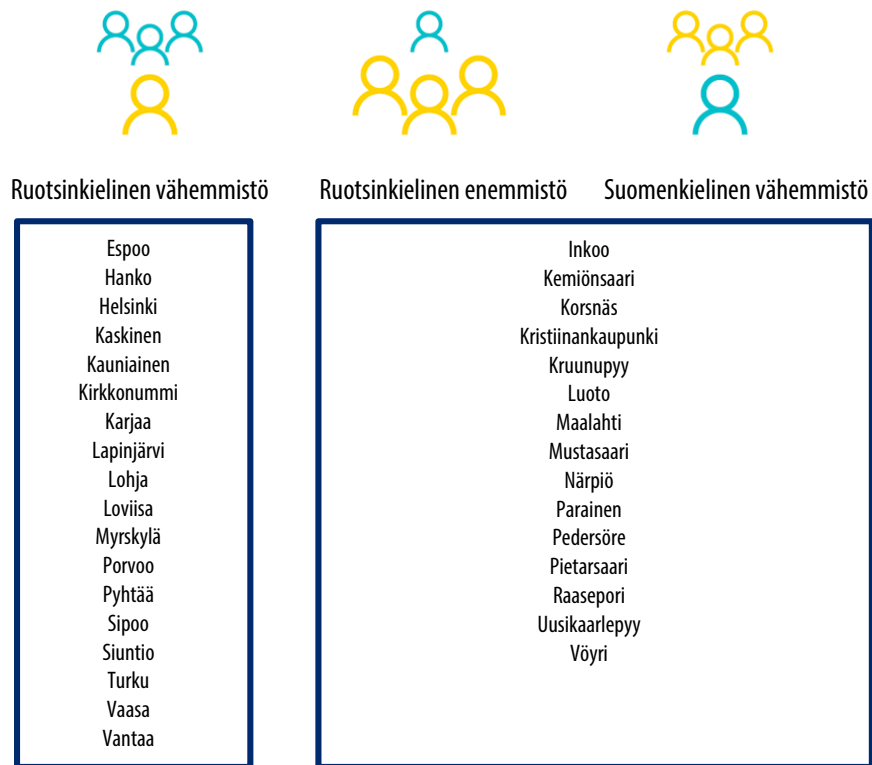 Ruotsinkielinen vähemmistö
Ruotsinkielinen enemmistö
Suomenkielinen vähemmistö
Espoo
Hanko
Helsinki
Kaskinen
Kauniainen
Kirkkonummi
Karjaa
Lapinjärvi
Lohja
Loviisa
Myrskylä
Porvoo
Pyhtää
Sipoo
Siuntio
Turku
Vaasa
Vantaa
Inkoo
Kemiönsaari
Korsnäs
Kristiinankaupunki
Kruunupyy
Luoto
Maalahti
Mustasaari
Närpiö
Parainen
Pedersöre
Pietarsaari
Raasepori
Uusikaarlepyy
Vöyri